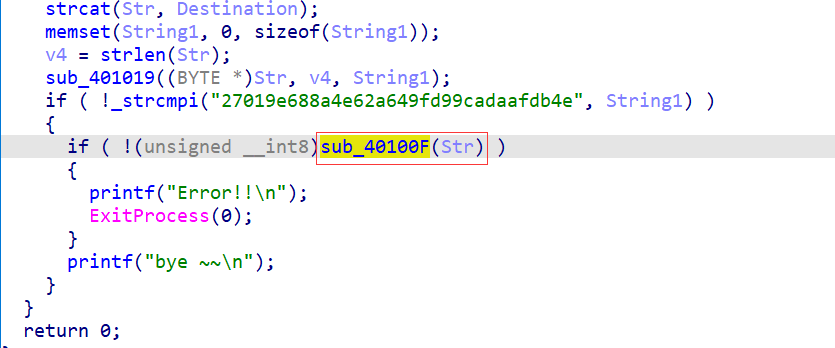 strcat(Str, Destination);
memset(String1, 0, sizeof(String1));
v4 = strlen(Str);
sub_401019((BYTE *)Str, v4, String1);
if ( !_strcmpi("27019e688a4e62a649fd99cadaafdb4e", String1) )
{
if ( !(unsigned __int8)sub_40100F(Str) )
{
printf("Error!!\n");
ExitProcess(0);
}
printf("bye ~~\n");
}
}
return 0;